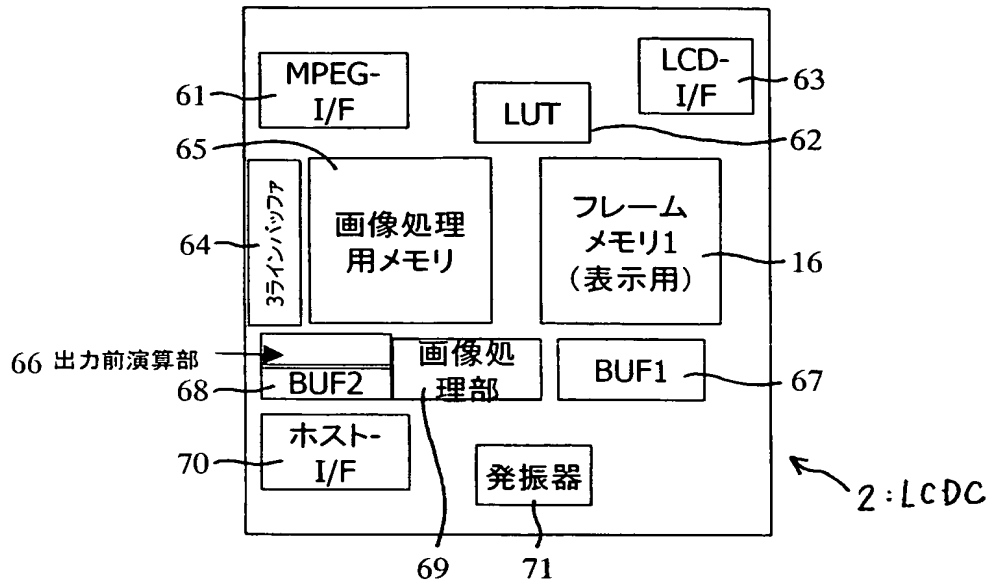 MPEG-
I/F
61
LCD-
I/F
63
LUT
62
65
画像処理
用メモリ
3ラインバッファ
64
フレーム
メモリ1
(表示用)
16
66 出力前演算部
BUF2
68
画像処
理部
BUF1
67
ホスト-
I/F
70
発振器
2:LCDC
69
71